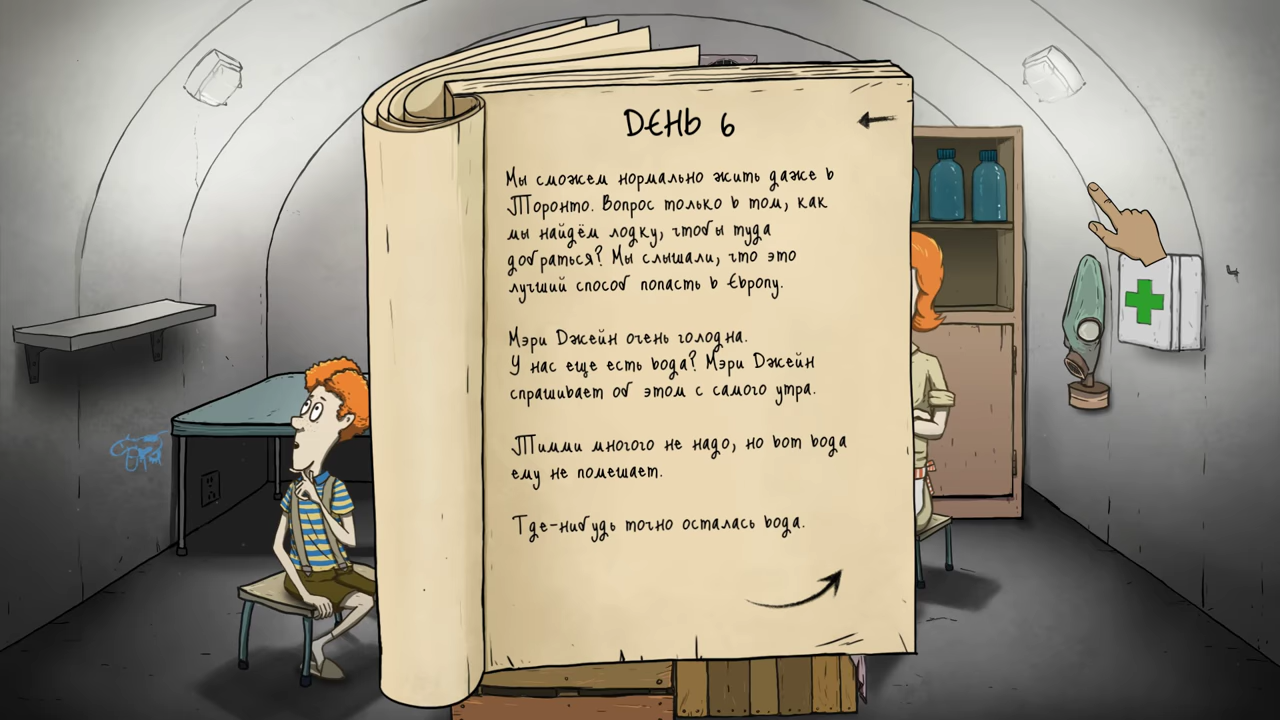 ДЕНЬ 6
Мы сможем нормально жить даже в
Торонто. Вопрос только в том, как
мы найдём лодку, чтобы туда
добраться? Мы слышали, что это
лучший способ попасть в Европу.
Мэри Джейн очень голодна.
У нас еще есть вода? Мэри Джейн
спрашивает об этом с самого утра.
Тимми многого не надо, но вот вода
ему не помешает.
Где-нибудь точно осталась вода.